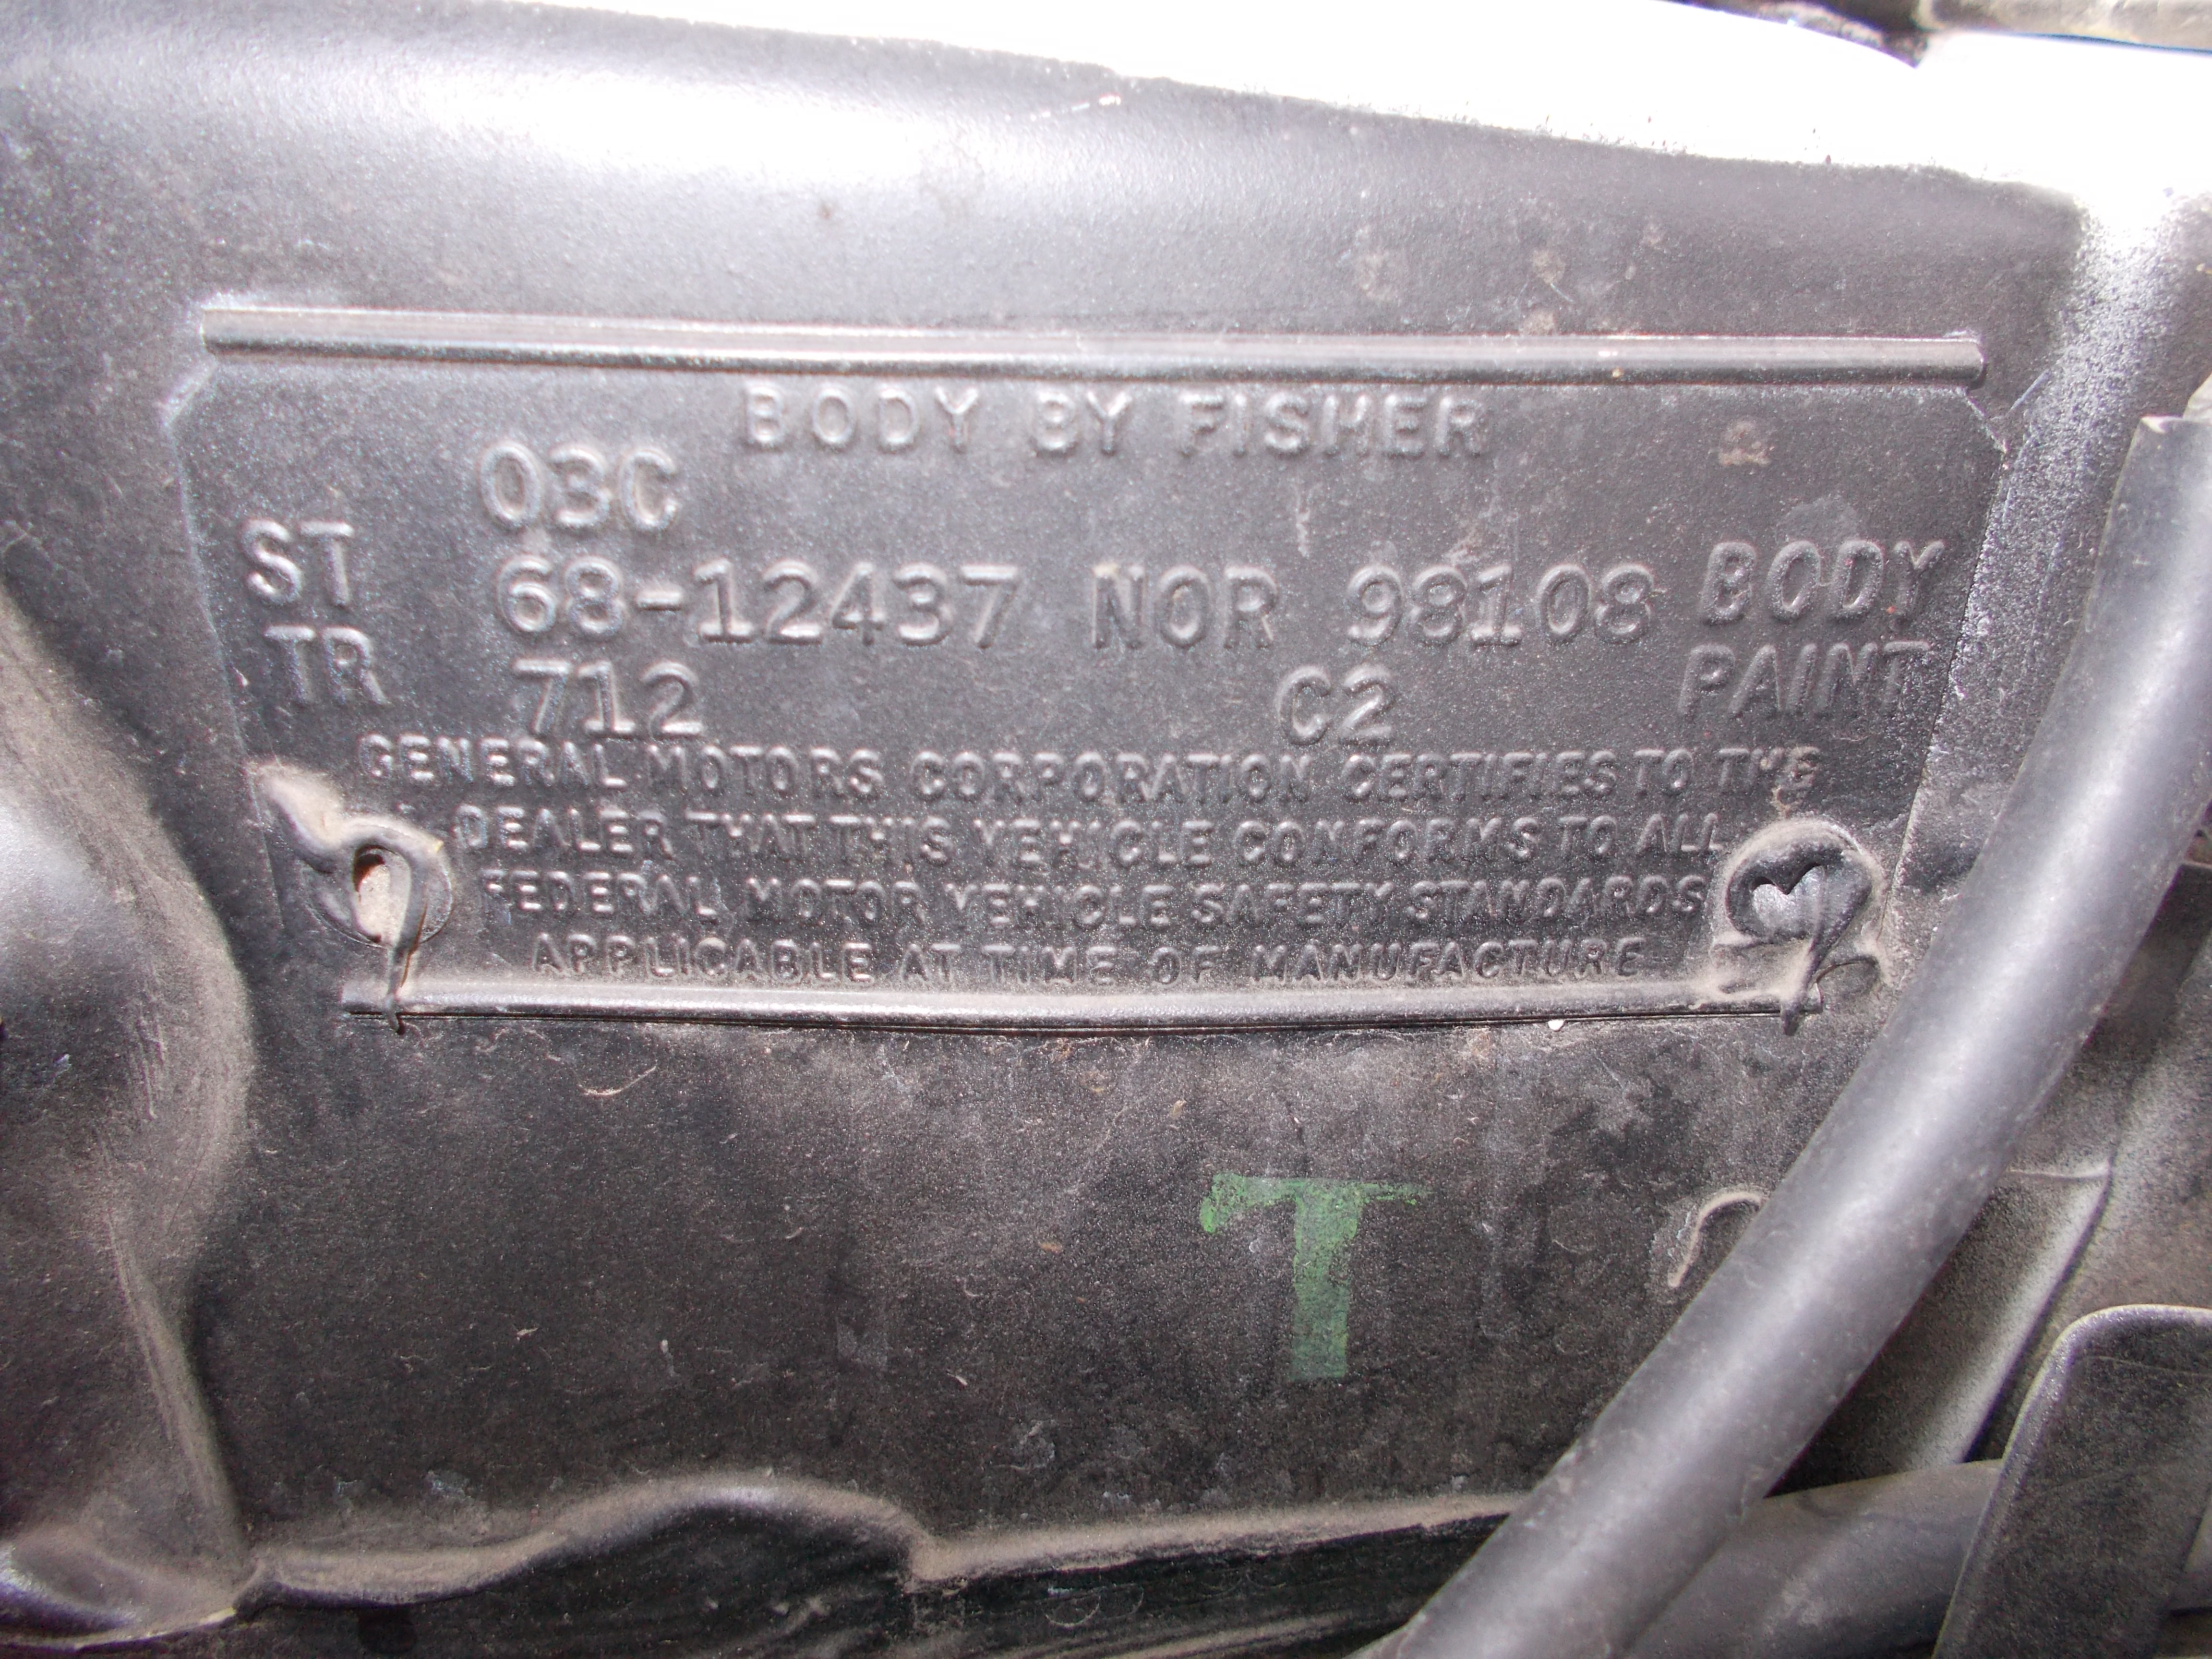 BODY BY FISHER
03C
ST 68-12437 NOR 98108 BODY
TR 712 C2 PAINT
GENERAL MOTORS CORPORATION CERTIFIES TO THE
DEALER THAT THIS VEHICLE CONFORMS TO ALL
FEDERAL MOTOR VEHICLE SAFETY STANDARDS
APPLICABLE AT TIME OF MANUFACTURE
T